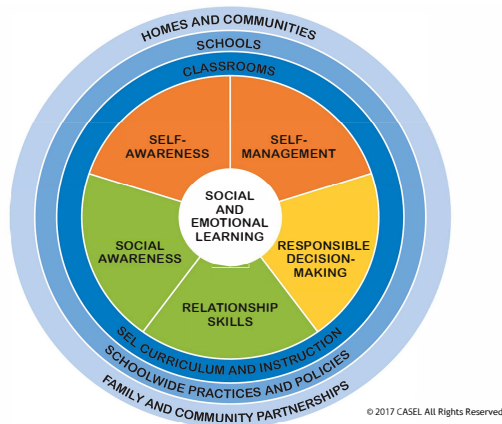 HOMES AND COMMUNITIES
SCHOOLS
CLASSROOMS
SELF-
AWARENESS
SELF-
MANAGEMENT
SOCIAL
AND
EMOTIONAL
LEARNING
SOCIAL
AWARENESS
RESPONSIBLE
DECISION-
MAKING
RELATIONSHIP
SKILLS
SEL CURRICULUM AND INSTRUCTION
SCHOOLWIDE PRACTICES AND POLICIES
FAMILY AND COMMUNITY PARTNERSHIPS
© 2017 CASEL All Rights Reserved